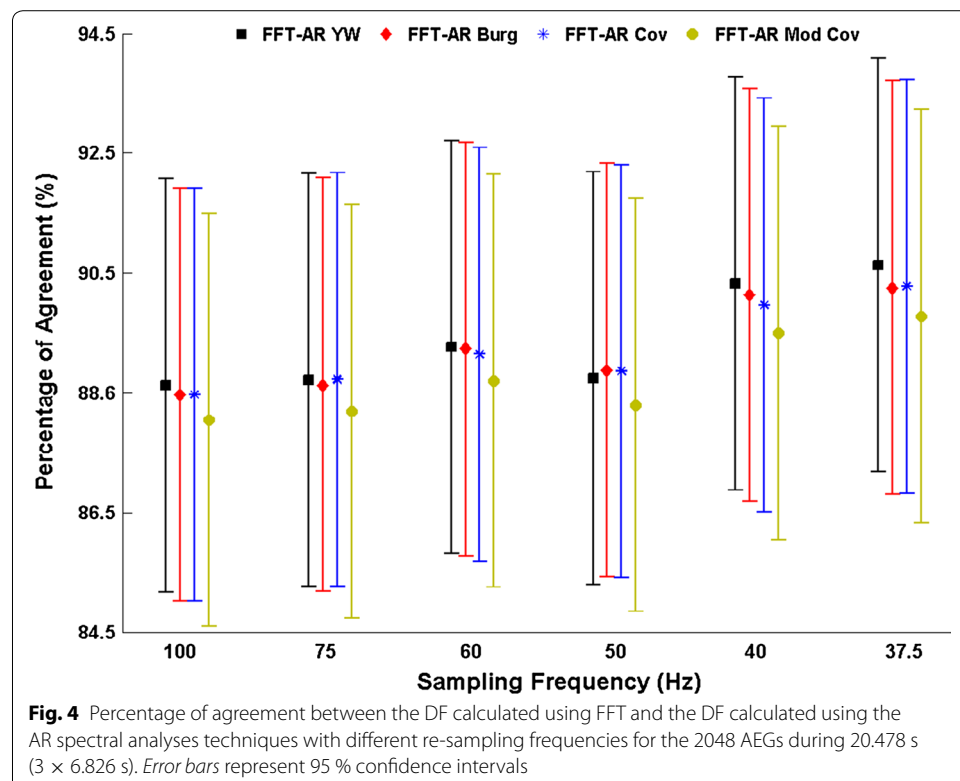 94.5
FFT-AR YW FFT-AR Burg FFT-AR Cov FFT-AR Mod Cov
92.5
90.5
88.6
86.5
84.5
Percentage of Agreement (%)
100 75 60 50 40 37.5
Sampling Frequency (Hz)
Fig. 4 Percentage of agreement between the DF calculated using FFT and the DF calculated using the
AR spectral analyses techniques with different re-sampling frequencies for the 2048 AEGs during 20.478 s
(3 × 6.826 s). Error bars represent 95 % confidence intervals